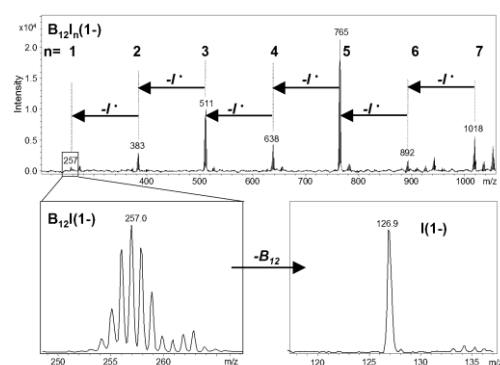 B12In(1-)
n= 1 2 3 4 5 6 7
-I • -I • -I •
-I • -I • -I •
x10⁴
2.0
1.5
1.0
0.5
0.0
Intensity
257 383 511 638 765 892 1018
400 500 600 700 800 900 1000 m/z
B12I(1-)
257.0
250 255 260 m/z
-B12
I(1-)
126.9
120 125 130 135 m/z